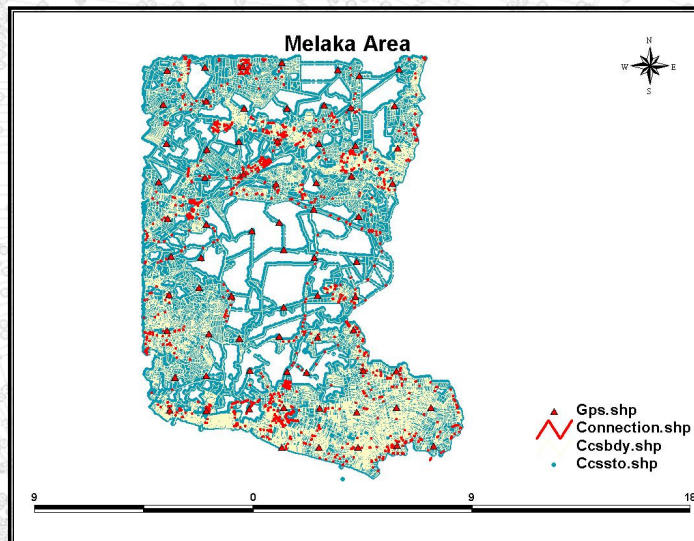 Melaka Area
N
W E
S
Gps.shp
Connection.shp
Ccsbdy.shp
Ccssto.shp
9 0 9 18